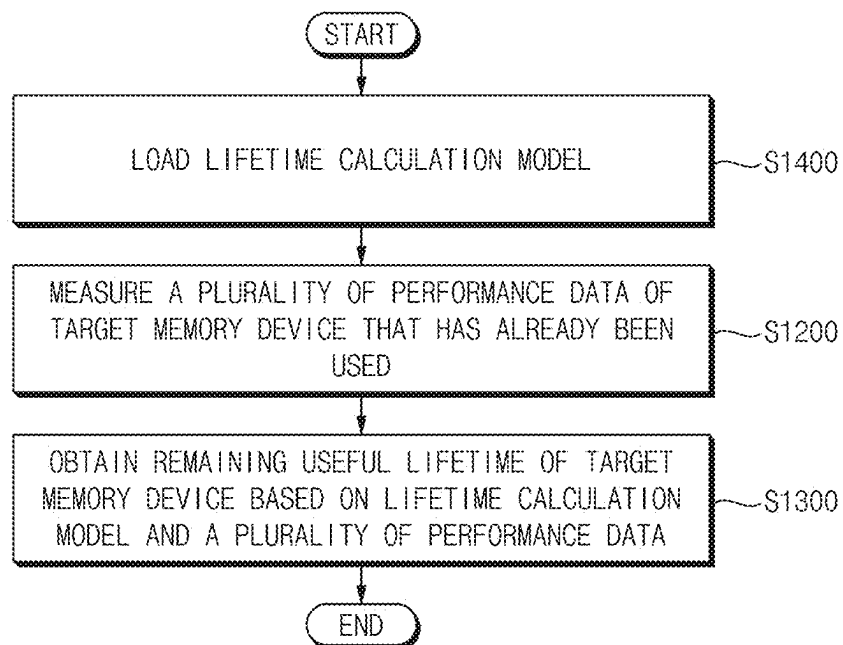 START
LOAD LIFETIME CALCULATION MODEL
S1400
MEASURE A PLURALITY OF PERFORMANCE DATA OF
TARGET MEMORY DEVICE THAT HAS ALREADY BEEN
USED
S1200
OBTAIN REMAINING USEFUL LIFETIME OF TARGET
MEMORY DEVICE BASED ON LIFETIME CALCULATION
MODEL AND A PLURALITY OF PERFORMANCE DATA
S1300
END